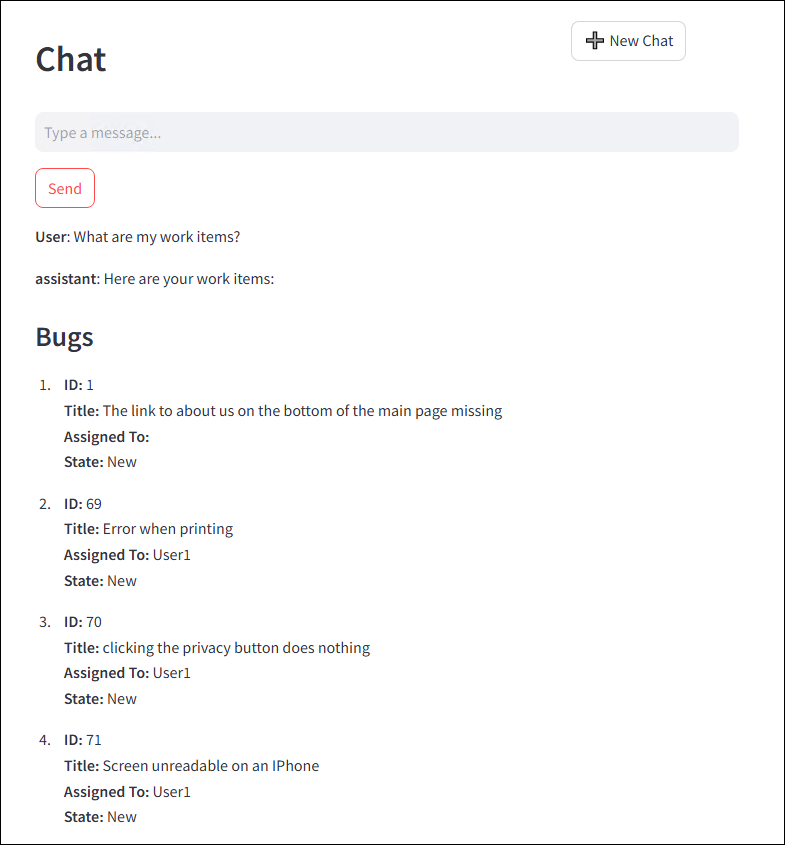 Chat
New Chat
Type a message...
Send
User: What are my work items?
assistant: Here are your work items:
Bugs
1. ID: 1
Title: The link to about us on the bottom of the main page missing
Assigned To:
State: New
2. ID: 69
Title: Error when printing
Assigned To: User1
State: New
3. ID: 70
Title: clicking the privacy button does nothing
Assigned To: User1
State: New
4. ID: 71
Title: Screen unreadable on an IPhone
Assigned To: User1
State: New